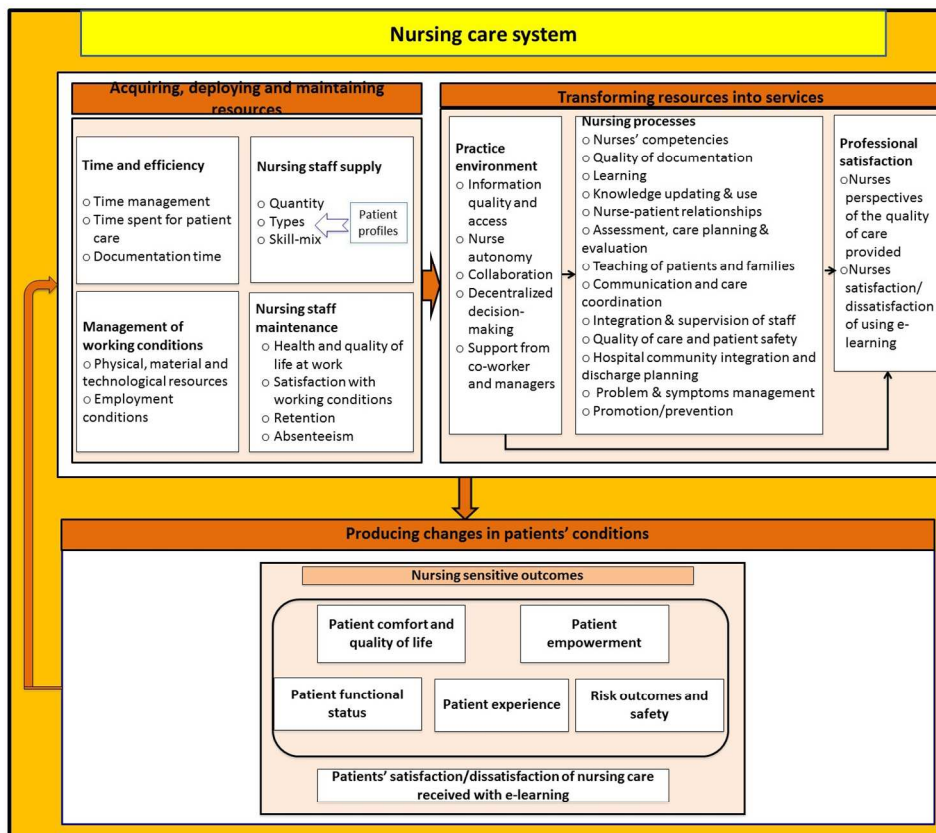 Nursing care system
Acquiring, deploying and maintaining
resources
Time and efficiency
○ Time management
○ Time spent for patient
care
○ Documentation time
Nursing staff supply
○ Quantity
○ Types
○ Skill-mix
Patient
profiles
Management of
working conditions
○ Physical, material and
technological resources
○ Employment
conditions
Nursing staff
maintenance
○ Health and quality of
life at work
○ Satisfaction with
working conditions
○ Retention
○ Absenteeism
Transforming resources into services
Practice
environment
○ Information
quality and
access
○ Nurse
autonomy
○ Collaboration
○ Decentralized
decision-
making
○ Support from
co-worker
and managers
Nursing processes
○ Nurses' competencies
○ Quality of documentation
○ Learning
○ Knowledge updating & use
○ Nurse-patient relationships
○ Assessment, care planning &
evaluation
○ Teaching of patients and families
○ Communication and care
coordination
○ Integration & supervision of staff
○ Quality of care and patient safety
○ Hospital community integration and
discharge planning
○ Problem & symptoms management
○ Promotion/prevention
Professional
satisfaction
○ Nurses
perspectives
of the quality
of care
provided
○ Nurses
satisfaction/
dissatisfaction
of using e-
learning
Producing changes in patients' conditions
Nursing sensitive outcomes
Patient comfort and
quality of life
Patient
empowerment
Patient functional
status
Patient experience
Risk outcomes and
safety
Patients' satisfaction/dissatisfaction of nursing care
received with e-learning